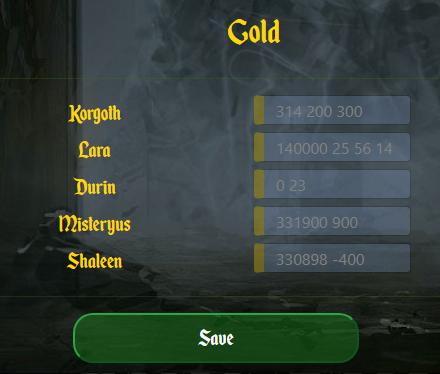 Gold
Korgoth 314 200 300
Lara 140000 25 56 14
Durin 0 23
Misteryus 331900 900
Shaleen 330898 -400
Save